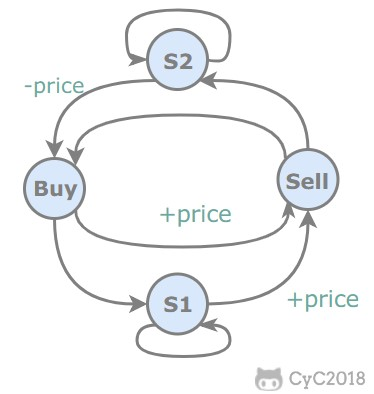 S2
-price
Buy
Sell
+price
S1
+price
CyC2018